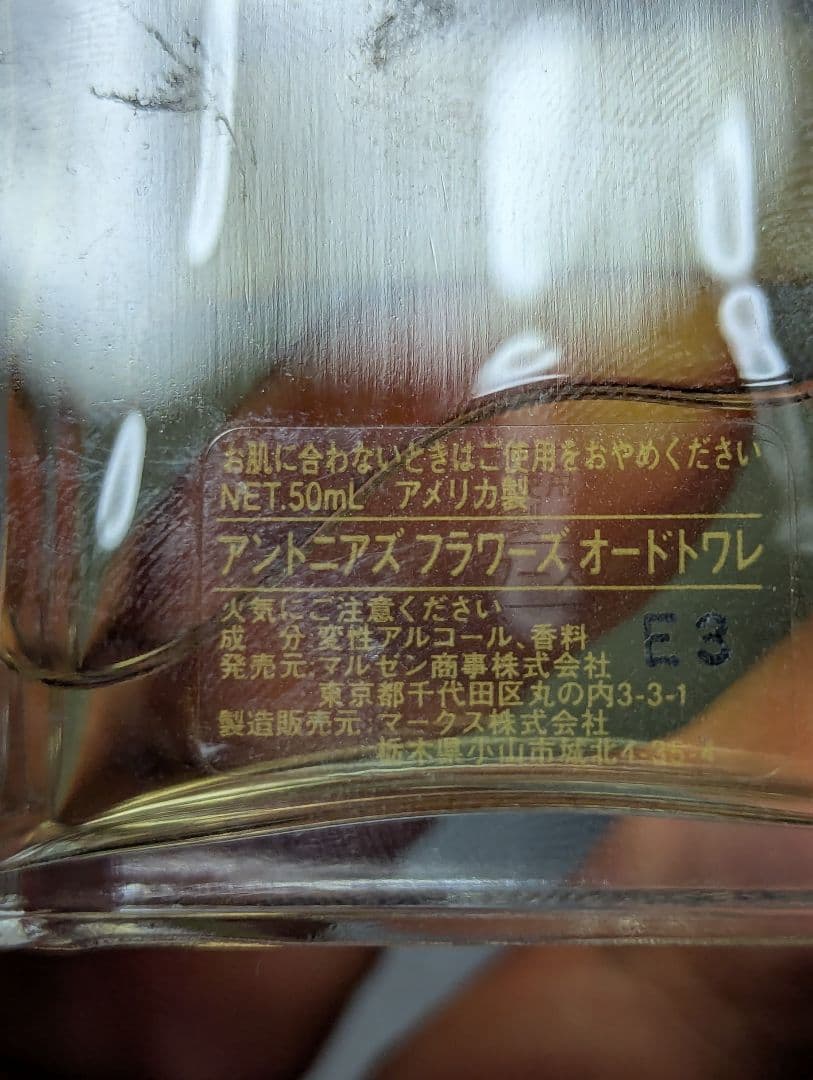 お肌に合わないときはご使用をおやめください
NET.50mL アメリカ製
アントニアズ フラワーズ オードトワレ
火気にご注意ください
成 分 変性アルコール、香料
E3
発売元 マルゼン商事株式会社
東京都千代田区丸の内3-3-1
製造販売元 マークス株式会社
栃木県小山市城北4-35-4